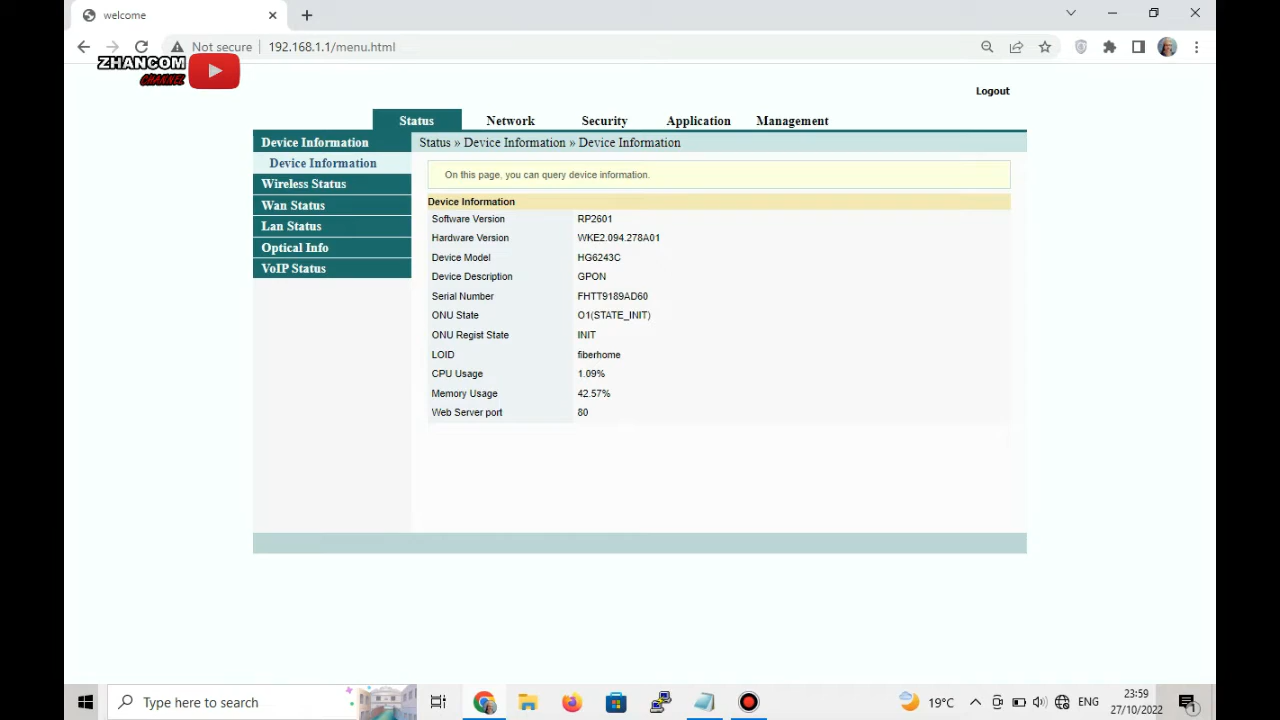 welcome
Not secure
192.168.1.1/menu.html
ZHANCOM
CHANNEL
Logout
Status
Network
Security
Application
Management
Device Information
Status » Device Information » Device Information
Device Information
Wireless Status
Wan Status
Lan Status
Optical Info
VoIP Status
On this page, you can query device information.
Device Information
Software Version RP2601
Hardware Version WKE2.094.278A01
Device Model HG6243C
Device Description GPON
Serial Number FHTT9189AD60
ONU State O1(STATE_INIT)
ONU Regist State INIT
LOID fiberhome
CPU Usage 1.09%
Memory Usage 42.57%
Web Server port 80
Type here to search
19°C
ENG
23:59
27/10/2022
1